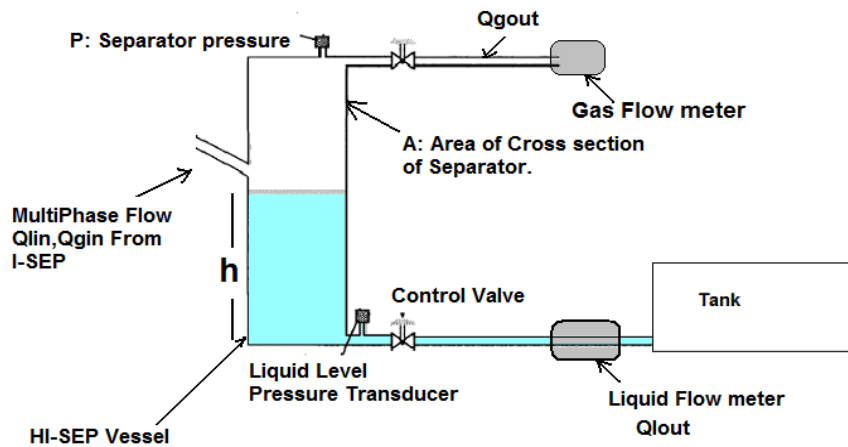 P: Separator pressure
Qgout
Gas Flow meter
A: Area of Cross section
of Separator.
MultiPhase Flow
Qlin,Qgin From
I-SEP
h
Control Valve
Tank
Liquid Level
Pressure Transducer
Liquid Flow meter
Qlout
HI-SEP Vessel